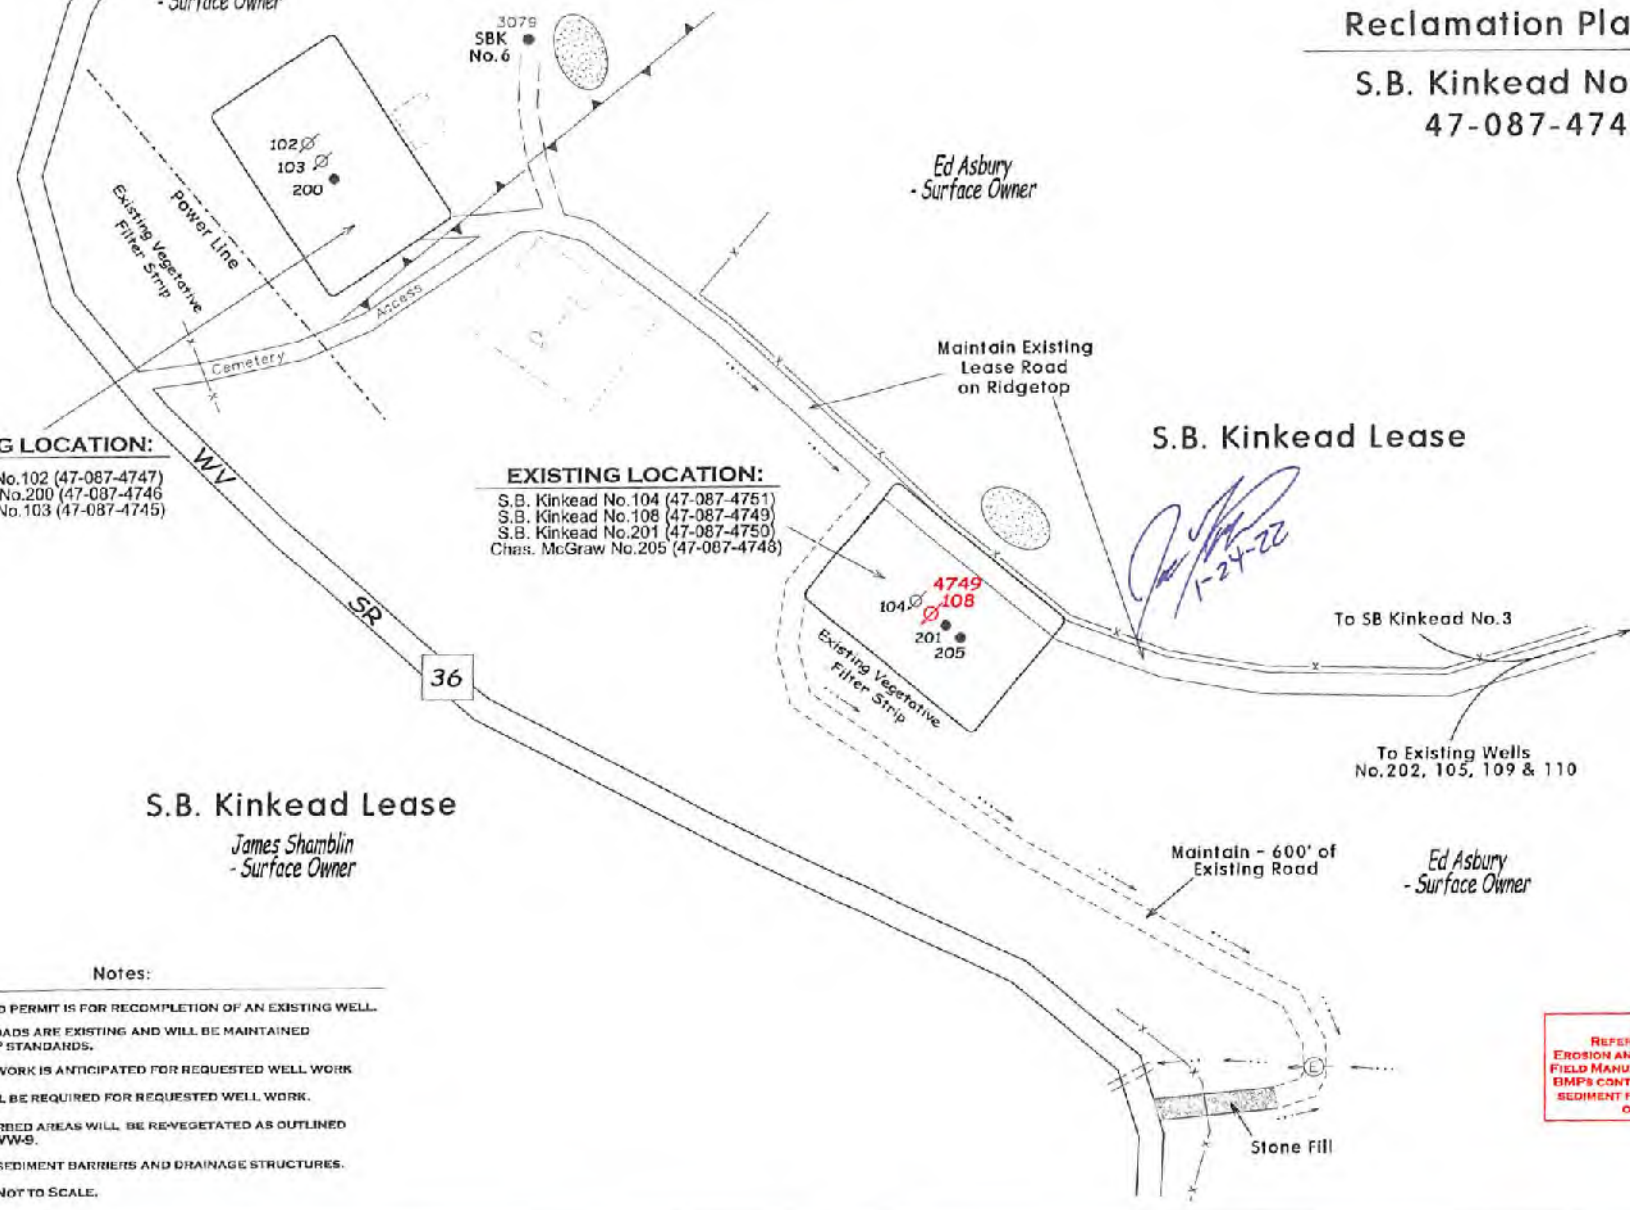 - Surface Owner
3079
SBK
No.6
Reclamation Pla
S.B. Kinkead No
47-087-474
102
103
200
Ed Asbury
- Surface Owner
Power Line
Existing Vegetative
Filter Strip
Cemetery Access
Maintain Existing
Lease Road
on Ridgetop
S.B. Kinkead Lease
1-24-22
G LOCATION:
No.102 (47-087-4747)
No.200 (47-087-4746
No.103 (47-087-4745)
WV
SR
36
EXISTING LOCATION:
S.B. Kinkead No.104 (47-087-4751)
S.B. Kinkead No.108 (47-087-4749)
S.B. Kinkead No.201 (47-087-4750)
Chas. McGraw No.205 (47-087-4748)
4749
104
108
201
205
Existing Vegetative
Filter Strip
To SB Kinkead No.3
To Existing Wells
No.202, 105, 109 & 110
S.B. Kinkead Lease
James Shamblin
- Surface Owner
Maintain - 600' of
Existing Road
Ed Asbury
- Surface Owner
E
Stone Fill
Notes:
D PERMIT IS FOR RECOMPLETION OF AN EXISTING WELL.
OADS ARE EXISTING AND WILL BE MAINTAINED
P STANDARDS.
WORK IS ANTICIPATED FOR REQUESTED WELL WORK
L BE REQUIRED FOR REQUESTED WELL WORK.
RBED AREAS WILL BE RE-VEGETATED AS OUTLINED
WW-9.
SEDIMENT BARRIERS AND DRAINAGE STRUCTURES.
NOT TO SCALE.
REFER
EROSION AN
FIELD MANU
BMPS CONT
SEDIMENT
O